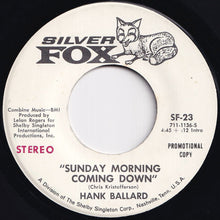 SILVER
FOX
Combine Music—BMI
Produced by
Lelan Rogers for
Shelby Singleton
International
Productions, Inc.
SF-23
711-1136-S
4:45 + :12 Intro
STEREO
PROMOTIONAL
COPY
"SUNDAY MORNING
COMING DOWN"
(Chris Kristofferson)
HANK BALLARD
A Division of The Shelby Singleton Corp., Nashville, Tenn.